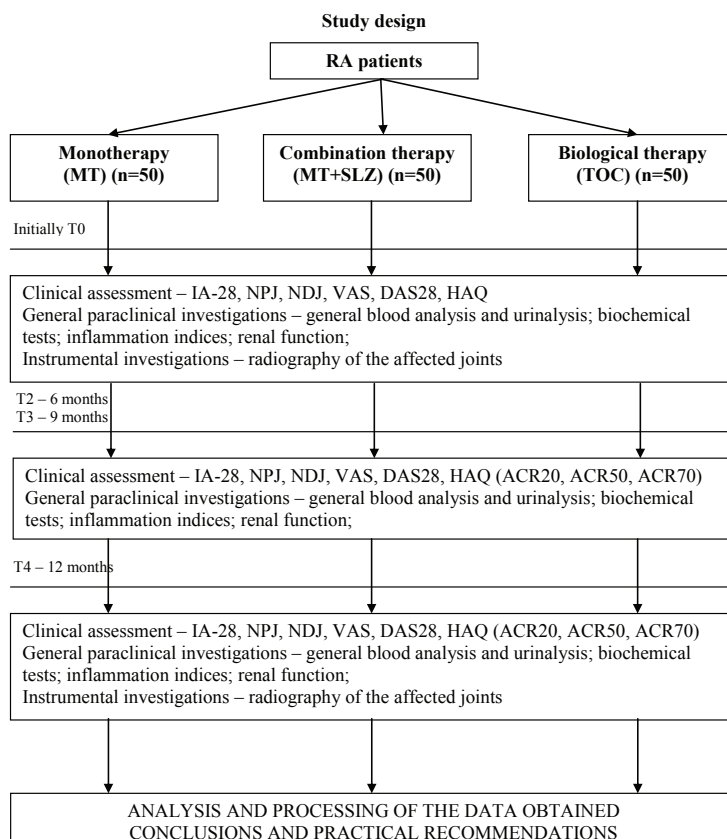 Study design
RA patients
Monotherapy
(MT) (n=50)
Combination therapy
(MT+SLZ) (n=50)
Biological therapy
(TOC) (n=50)
Initially T0
Clinical assessment – IA-28, NPJ, NDJ, VAS, DAS28, HAQ
General paraclinical investigations – general blood analysis and urinalysis; biochemical
tests; inflammation indices; renal function;
Instrumental investigations – radiography of the affected joints
T2 – 6 months
T3 – 9 months
Clinical assessment – IA-28, NPJ, NDJ, VAS, DAS28, HAQ (ACR20, ACR50, ACR70)
General paraclinical investigations – general blood analysis and urinalysis; biochemical
tests; inflammation indices; renal function;
T4 – 12 months
Clinical assessment – IA-28, NPJ, NDJ, VAS, DAS28, HAQ (ACR20, ACR50, ACR70)
General paraclinical investigations – general blood analysis and urinalysis; biochemical
tests; inflammation indices; renal function;
Instrumental investigations – radiography of the affected joints
ANALYSIS AND PROCESSING OF THE DATA OBTAINED
CONCLUSIONS AND PRACTICAL RECOMMENDATIONS